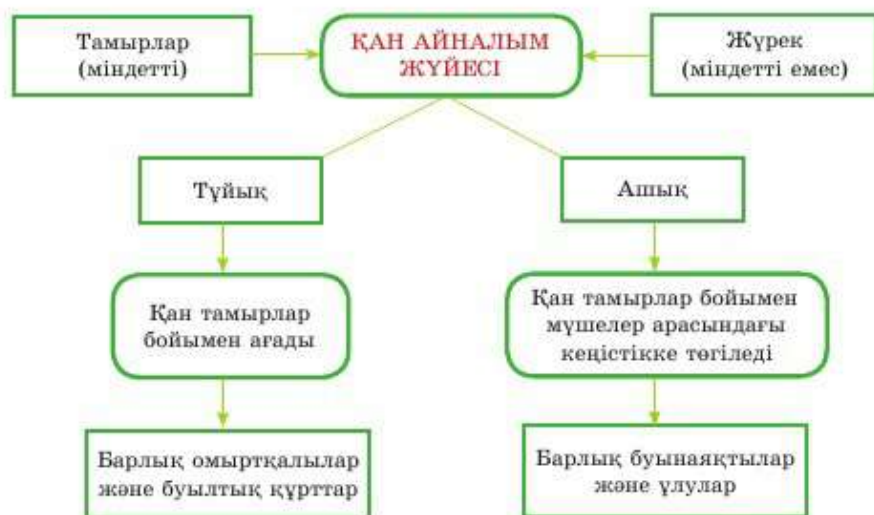 Тамырлар
(міндетті)
ҚАН АЙНАЛЫМ
ЖҮЙЕСІ
Жүрек
(міндетті емес)
Тұйық
Ашық
Қан тамырлар
бойымен ағады
Қан тамырлар бойымен
мүшелер арасындағы
кеңістікке төгіледі
Барлық омыртқалылар
және буылтық құрттар
Барлық буынаяқтылар
және ұлулар